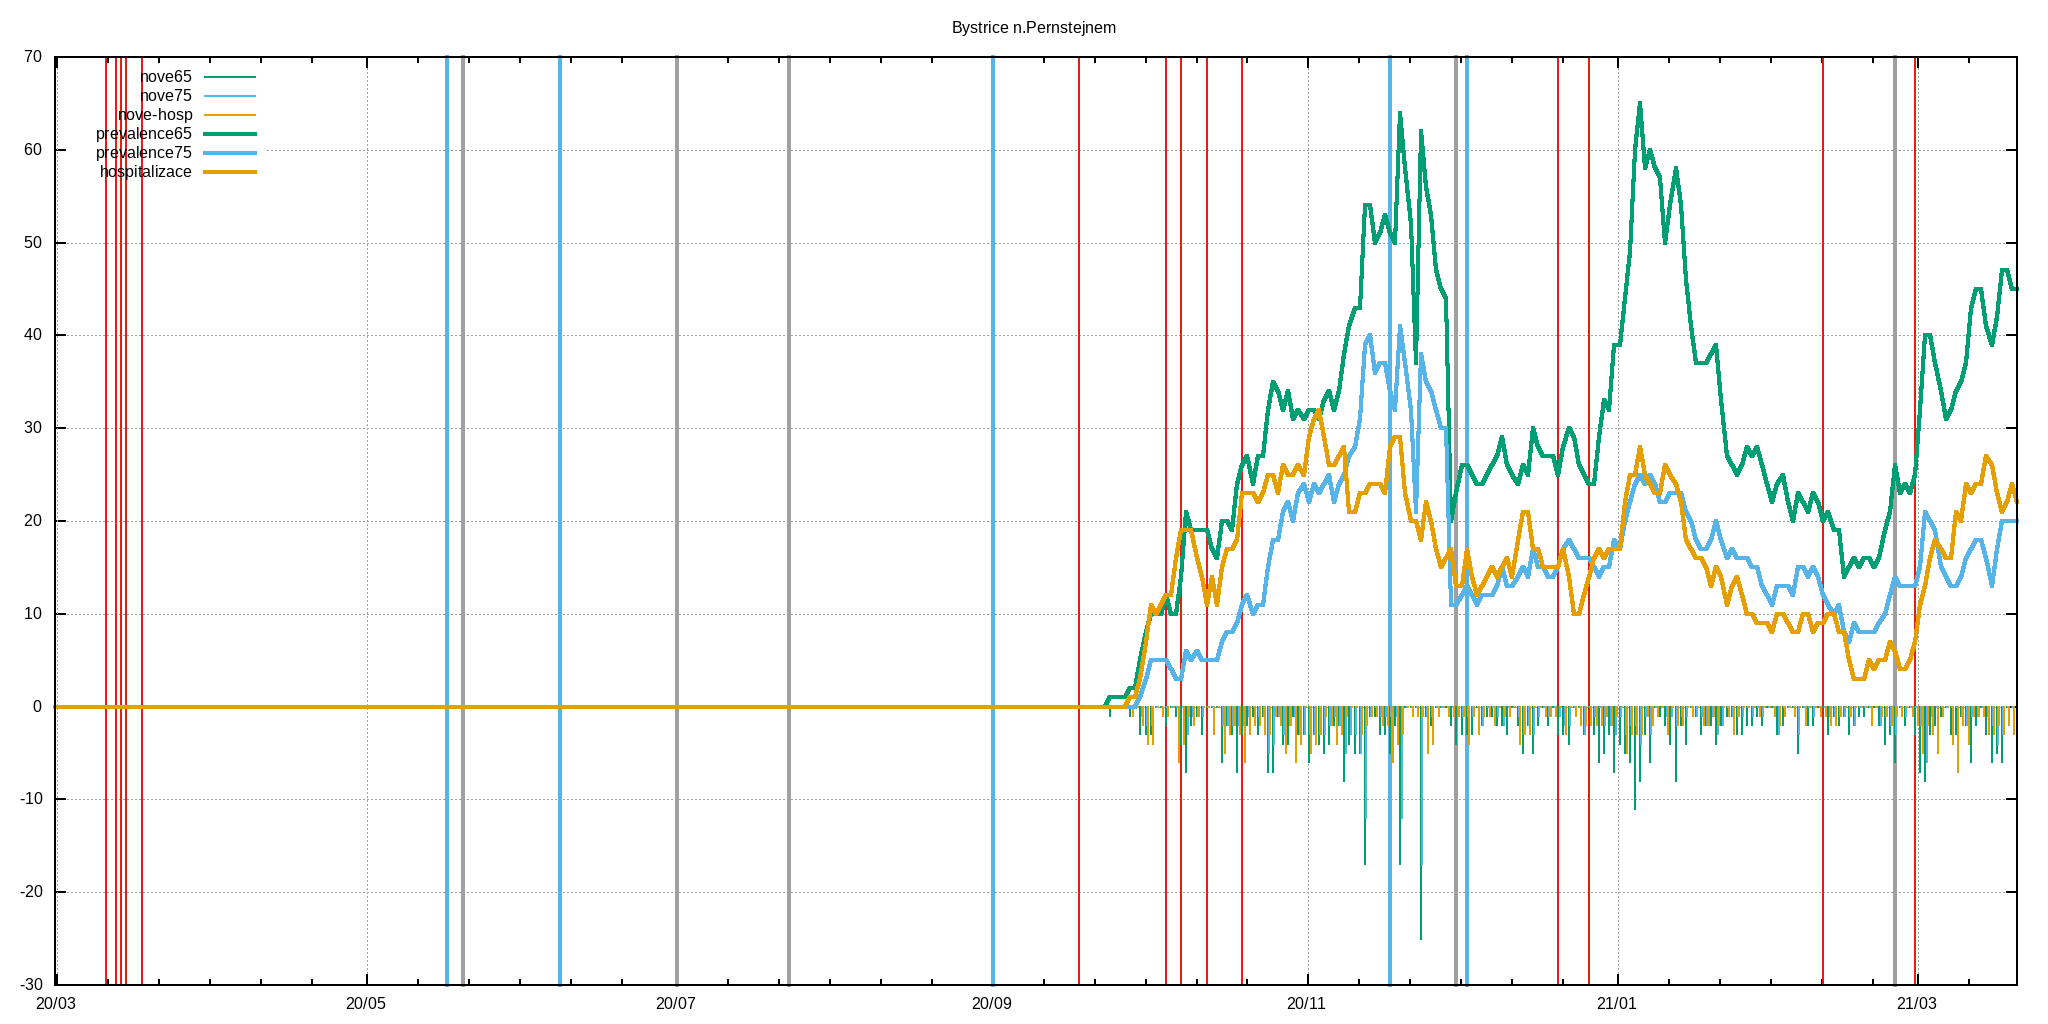 Bystrice n.Pernstejnem
70
60
50
40
30
20
10
0
-10
-20
-30
nove65
nove75
nove-hosp
prevalence65
prevalence75
hospitalizace
20/03 20/05 20/07 20/09 20/11 21/01 21/03